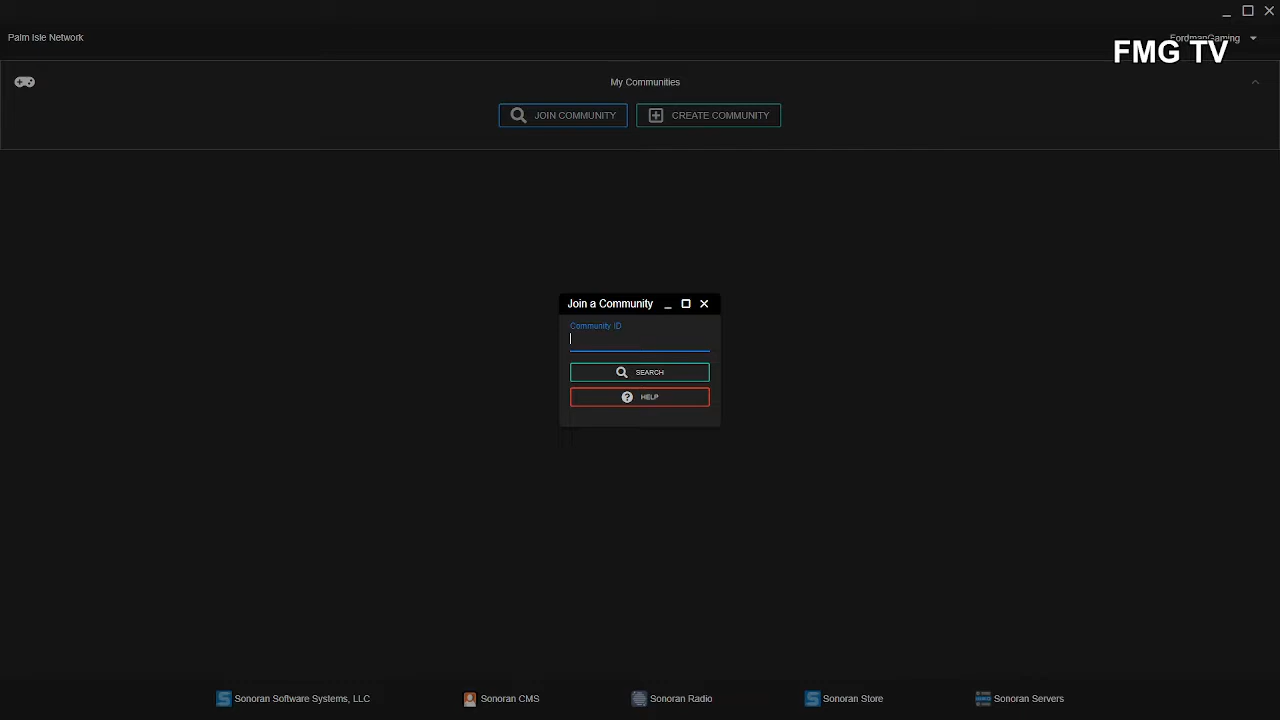 Palm Isle Network
FordmanGaming
FMG TV
My Communities
JOIN COMMUNITY
CREATE COMMUNITY
Join a Community
Community ID
SEARCH
HELP
Sonoran Software Systems, LLC
Sonoran CMS
Sonoran Radio
Sonoran Store
Sonoran Servers